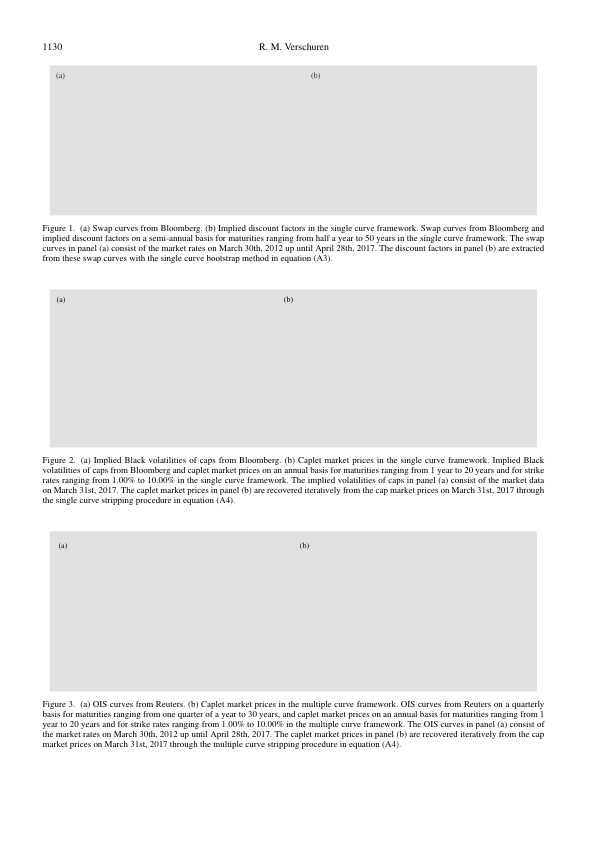 1130
R. M. Verschuren
(a)
(b)
Figure 1. (a) Swap curves from Bloomberg. (b) Implied discount factors in the single curve framework. Swap curves from Bloomberg and
implied discount factors on a semi-annual basis for maturities ranging from half a year to 50 years in the single curve framework. The swap
curves in panel (a) consist of the market rates on March 30th, 2012 up until April 28th, 2017. The discount factors in panel (b) are extracted
from these swap curves with the single curve bootstrap method in equation (A3).
(a)
(b)
Figure 2. (a) Implied Black volatilities of caps from Bloomberg. (b) Caplet market prices in the single curve framework. Implied Black
volatilities of caps from Bloomberg and caplet market prices on an annual basis for maturities ranging from 1 year to 20 years and for strike
rates ranging from 1.00% to 10.00% in the single curve framework. The implied volatilities of caps in panel (a) consist of the market data
on March 31st, 2017. The caplet market prices in panel (b) are recovered iteratively from the cap market prices on March 31st, 2017 through
the single curve stripping procedure in equation (A4).
(a)
(b)
Figure 3. (a) OIS curves from Reuters. (b) Caplet market prices in the multiple curve framework. OIS curves from Reuters on a quarterly
basis for maturities ranging from one quarter of a year to 30 years, and caplet market prices on an annual basis for maturities ranging from 1
year to 20 years and for strike rates ranging from 1.00% to 10.00% in the multiple curve framework. The OIS curves in panel (a) consist of
the market rates on March 30th, 2012 up until April 28th, 2017. The caplet market prices in panel (b) are recovered iteratively from the cap
market prices on March 31st, 2017 through the multiple curve stripping procedure in equation (A4).